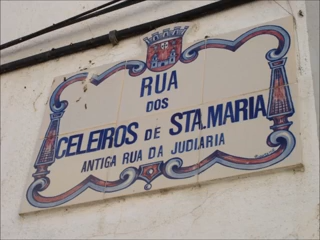 RUA
DOS
CELEIROS DE STA.MARIA
ANTIGA RUA DA JUDIARIA